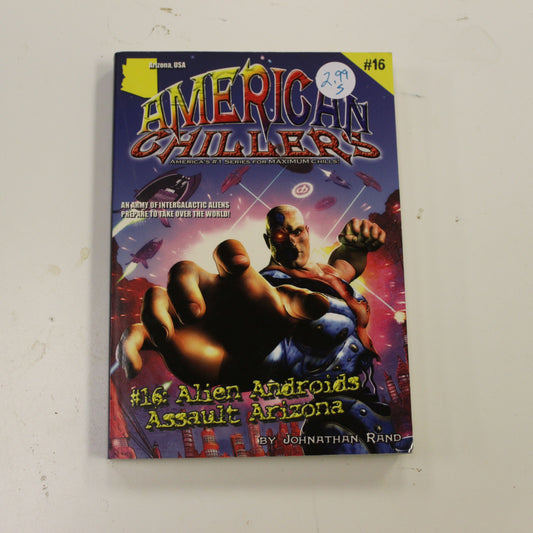 Arizona, USA
#16
2.99
S
AMERICAN
CHILLERS
AMERICA'S #1 SERIES FOR MAXIMUM CHILLS!
AN ARMY OF INTERGALACTIC ALIENS
PREPARE TO TAKE OVER THE WORLD!
#16: Alien Androids
Assault Arizona
BY JOHNATHAN RAND